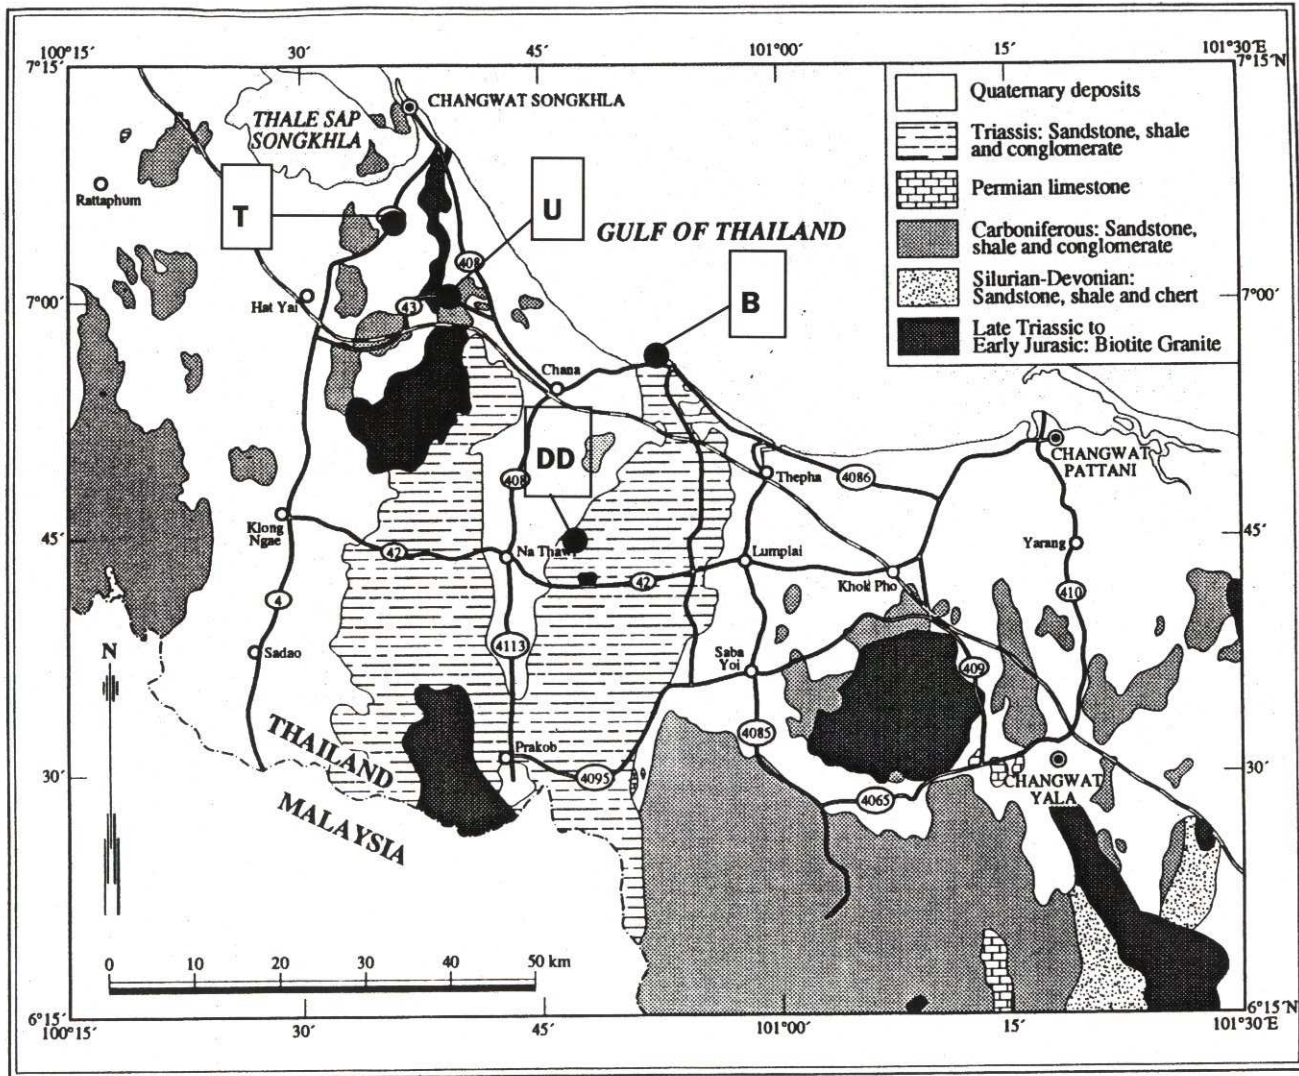 100°15´
30´
45´
101°00´
15´
101°30´E
7°15´
7°15´N
CHANGWAT SONGKHLA
THALE SAP
SONGKHLA
Rattaphum
T
U
GULF OF THAILAND
B
Quaternary deposits
Triassis: Sandstone, shale
and conglomerate
Permian limestone
Carboniferous: Sandstone,
shale and conglomerate
Silurian-Devonian:
Sandstone, shale and chert
Late Triassic to
Early Jurasic: Biotite Granite
408
7°00´
Hat Yai
43
7°00´
Chana
DD
408
CHANGWAT
PATTANI
Thepha
4086
Klong
Ngae
45´
42
Na Thawi
Lumplai
42
Khok Pho
Yarang
45´
410
4
N
Sadao
4113
Saba
Yoi
409
THAILAND
MALAYSIA
4085
Prakob
30´
4095
4065
CHANGWAT
YALA
30´
0
10
20
30
40
50 km
6°15´
6°15´N
100°15´
30´
45´
101°00´
15´
101°30´E